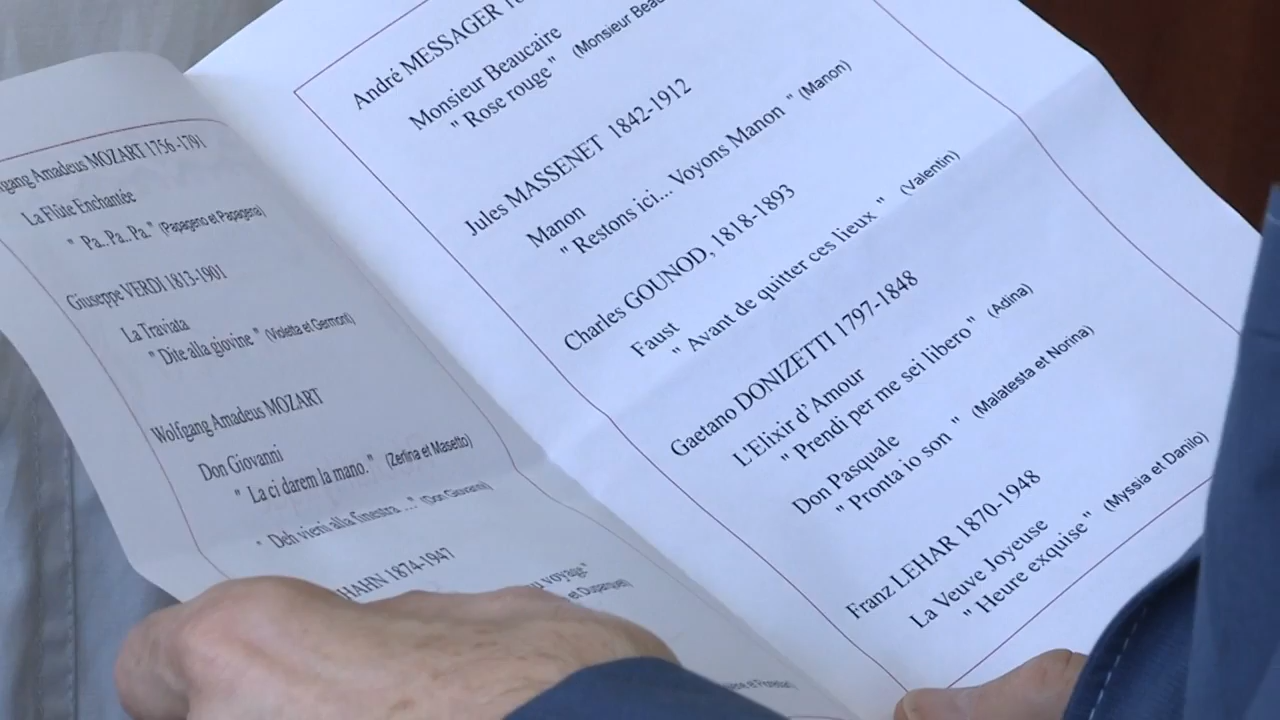 Wolfgang Amadeus MOZART 1756-1791
La Flûte Enchantée
" Pa..Pa..Pa." (Papageno et Papagena)
Giuseppe VERDI 1813-1901
La Traviata
" Dite alla giovine " (Violetta et Germont)
Wolfgang Amadeus MOZART
Don Giovanni
" La ci darem la mano. " (Zerlina et Masetto)
" Deh vieni alla finestra ..." (Don Giovanni)
HAHN 1874-1947
voyage"
André MESSAGER
Monsieur Beaucaire
" Rose rouge" (Monsieur
Jules MASSENET 1842-1912
Manon
" Restons ici... Voyons Manon " (Manon)
Charles GOUNOD, 1818-1893
Faust
" Avant de quitter ces lieux " (Valentin)
Gaetano DONIZETTI 1797-1848
L'Elixir d'Amour
" Prendi per me sei libero " (Adina)
Don Pasquale
" Pronta io son " (Malatesta et Norina)
Franz LEHAR 1870-1948
La Veuve Joyeuse
" Heure exquise " (Myssia et Danilo)